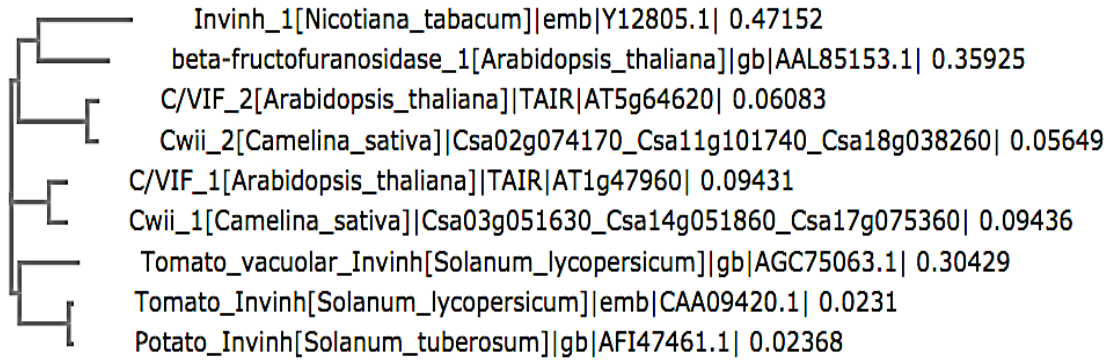 Invinh_1[Nicotiana_tabacum]|emb|Y12805.1| 0.47152
beta-fructofuranosidase_1[Arabidopsis_thaliana]|gb|AAL85153.1| 0.35925
C/VIF_2[Arabidopsis_thaliana]|TAIR|AT5g64620| 0.06083
Cwii_2[Camelina_sativa]|Csa02g074170_Csa11g101740_Csa18g038260| 0.05649
C/VIF_1[Arabidopsis_thaliana]|TAIR|AT1g47960| 0.09431
Cwii_1[Camelina_sativa]|Csa03g051630_Csa14g051860_Csa17g075360| 0.09436
Tomato_vacuolar_Invinh[Solanum_lycopersicum]|gb|AGC75063.1| 0.30429
Tomato_Invinh[Solanum_lycopersicum]|emb|CAA09420.1| 0.0231
Potato_Invinh[Solanum_tuberosum]|gb|AFI47461.1| 0.02368